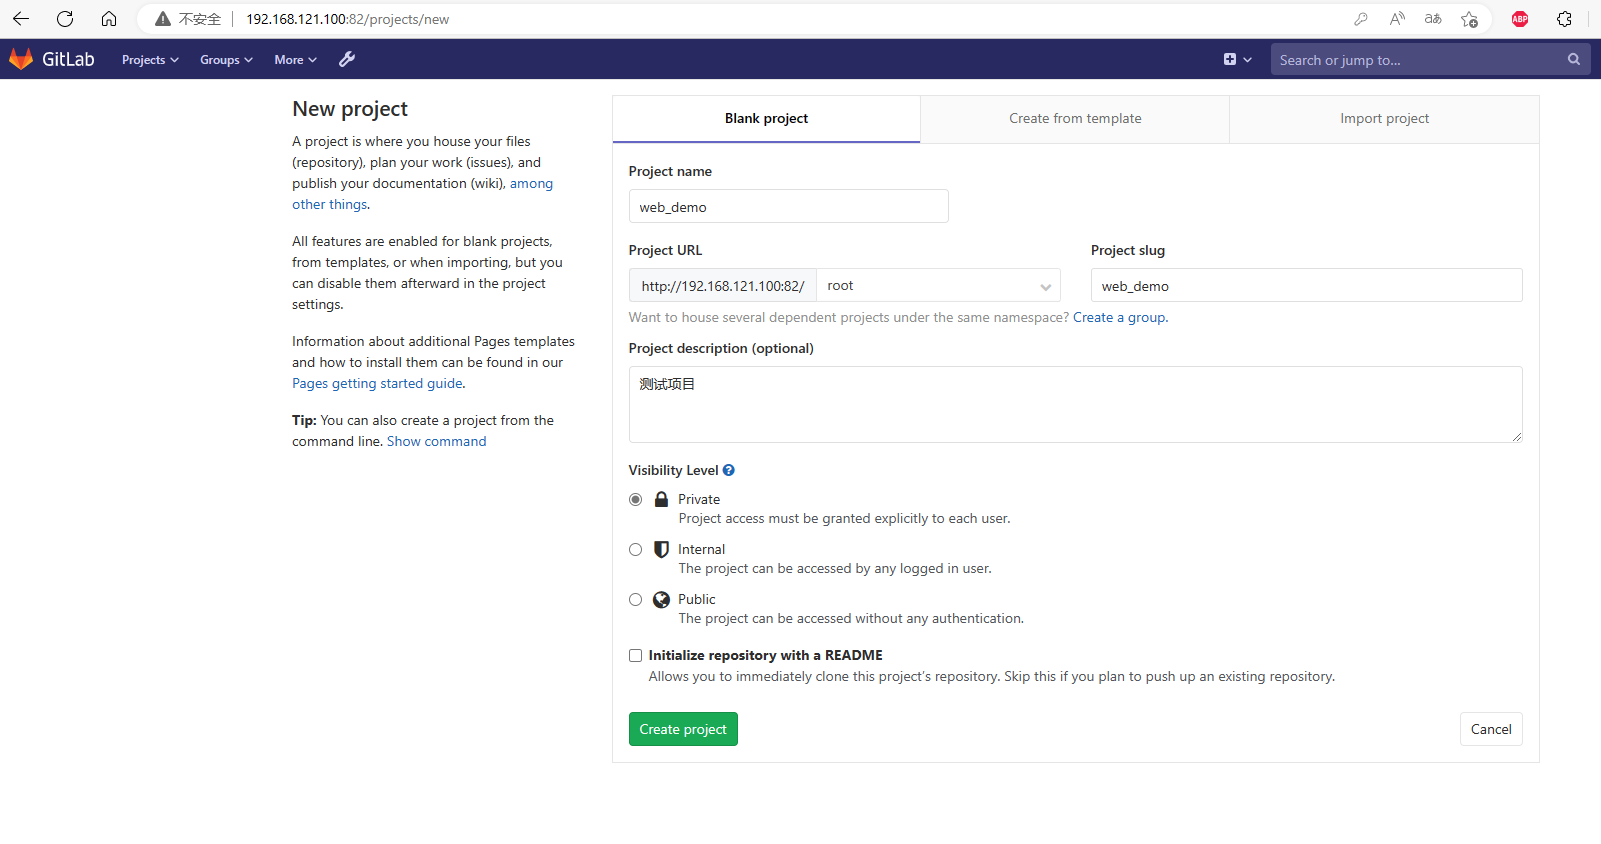 不安全 192.168.121.100:82/projects/new
GitLab Projects Groups More Search or jump to...
New project
A project is where you house your files
(repository), plan your work (issues), and
publish your documentation (wiki), among
other things.
All features are enabled for blank projects,
from templates, or when importing, but you
can disable them afterward in the project
settings.
Information about additional Pages templates
and how to install them can be found in our
Pages getting started guide.
Tip: You can also create a project from the
command line. Show command
Blank project Create from template Import project
Project name
web_demo
Project URL Project slug
http://192.168.121.100:82/ root web_demo
Want to house several dependent projects under the same namespace? Create a group.
Project description (optional)
测试项目
Visibility Level
Private
Project access must be granted explicitly to each user.
Internal
The project can be accessed by any logged in user.
Public
The project can be accessed without any authentication.
Initialize repository with a README
Allows you to immediately clone this project's repository. Skip this if you plan to push up an existing repository.
Create project Cancel